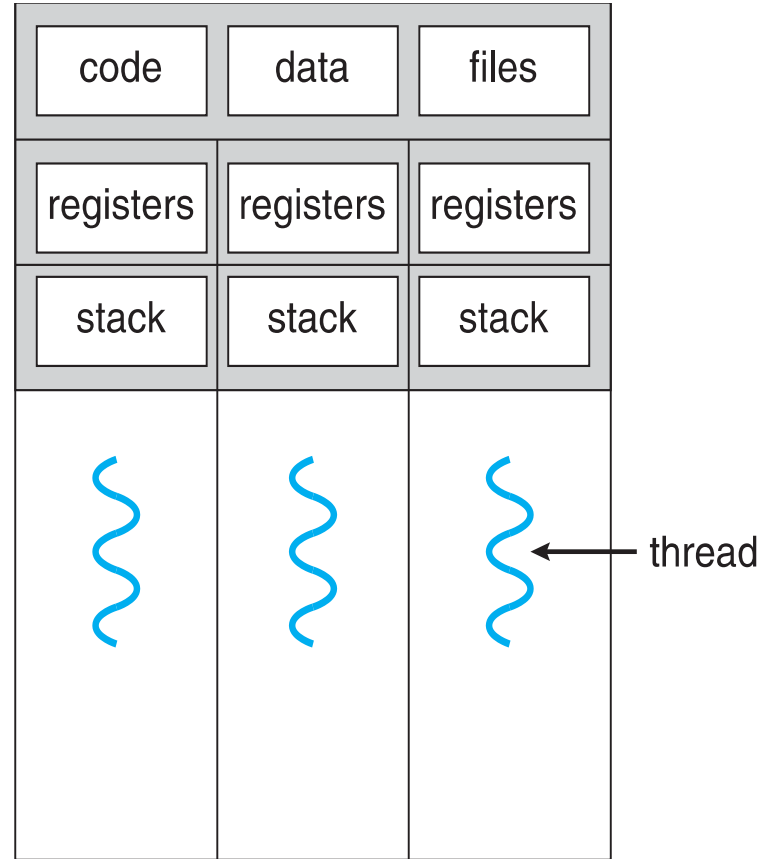 code data files
registers registers registers
stack stack stack
thread